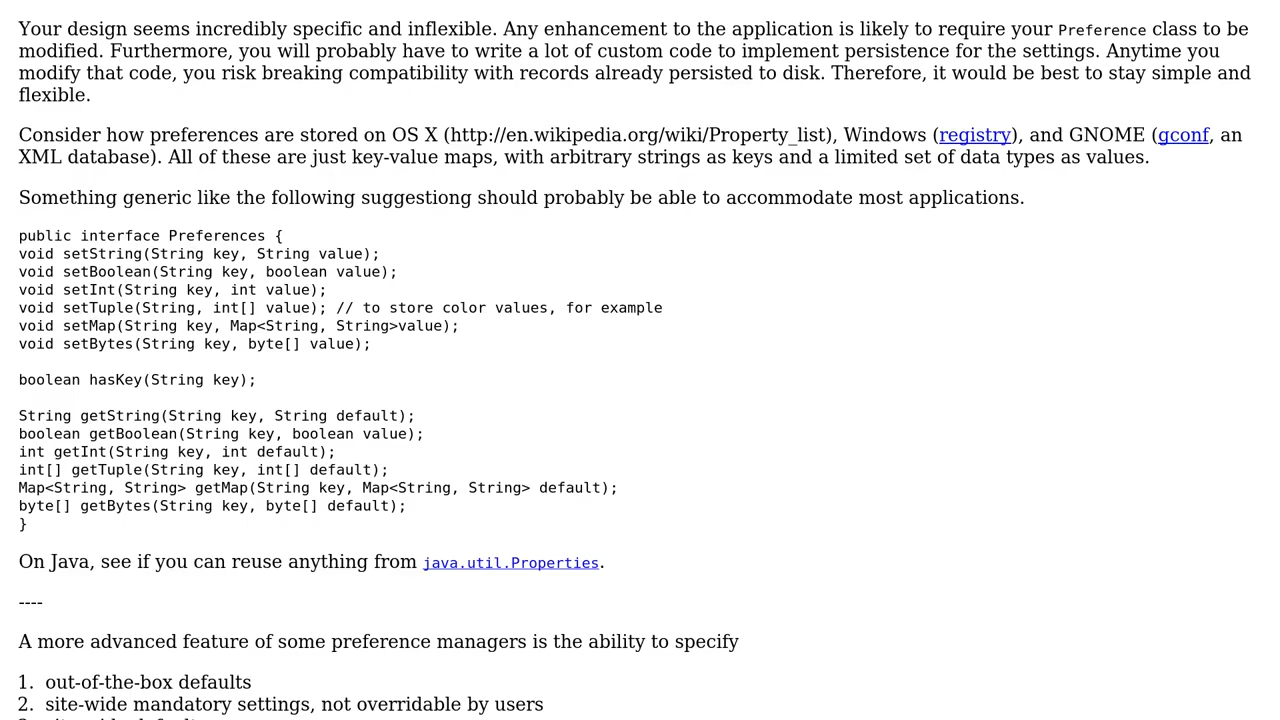 Your design seems incredibly specific and inflexible. Any enhancement to the application is likely to require your Preference class to be
modified. Furthermore, you will probably have to write a lot of custom code to implement persistence for the settings. Anytime you
modify that code, you risk breaking compatibility with records already persisted to disk. Therefore, it would be best to stay simple and
flexible.
Consider how preferences are stored on OS X (http://en.wikipedia.org/wiki/Property_list), Windows (registry), and GNOME (gconf, an
XML database). All of these are just key-value maps, with arbitrary strings as keys and a limited set of data types as values.
Something generic like the following suggestiong should probably be able to accommodate most applications.
public interface Preferences {
void setString(String key, String value);
void setBoolean(String key, boolean value);
void setInt(String key, int value);
void setTuple(String, int[] value); // to store color values, for example
void setMap(String key, Map<String, String>value);
void setBytes(String key, byte[] value);
boolean hasKey(String key);
String getString(String key, String default);
boolean getBoolean(String key, boolean value);
int getInt(String key, int default);
int[] getTuple(String key, int[] default);
Map<String, String> getMap(String key, Map<String, String> default);
byte[] getBytes(String key, byte[] default);
}
On Java, see if you can reuse anything from java.util.Properties.
----
A more advanced feature of some preference managers is the ability to specify
1. out-of-the-box defaults
2. site-wide mandatory settings, not overridable by users